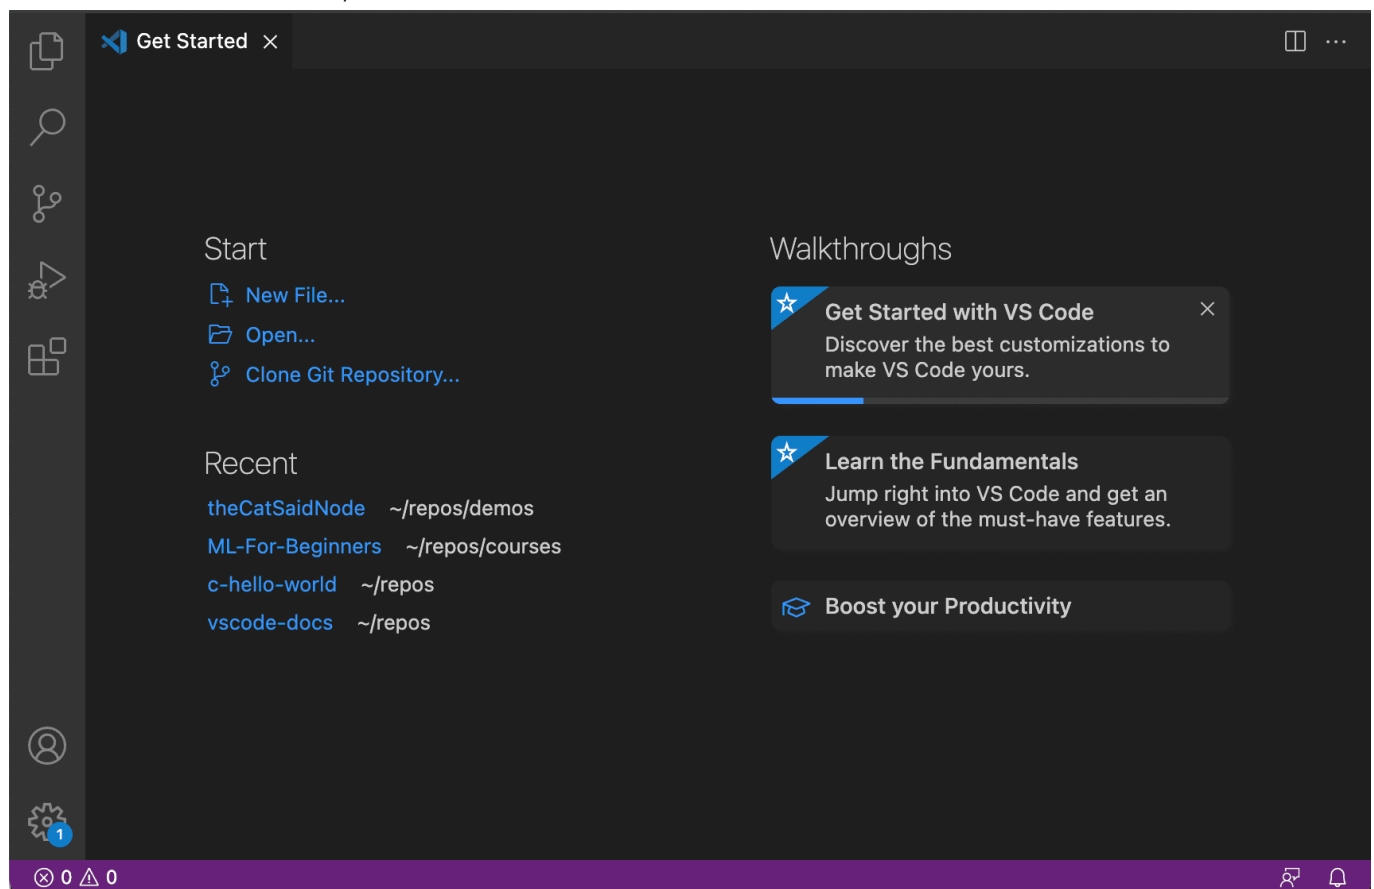 Get Started
Start
New File...
Open...
Clone Git Repository...
Recent
theCatSaidNode ~/repos/demos
ML-For-Beginners ~/repos/courses
c-hello-world ~/repos
vscode-docs ~/repos
Walkthroughs
Get Started with VS Code
Discover the best customizations to
make VS Code yours.
Learn the Fundamentals
Jump right into VS Code and get an
overview of the must-have features.
Boost your Productivity
1
0 0